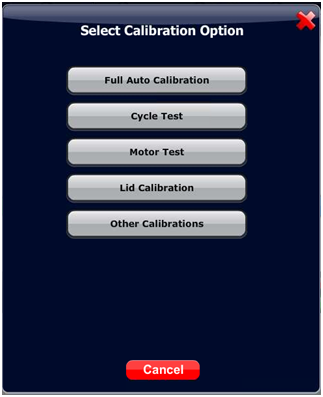 Select Calibration Option
Full Auto Calibration
Cycle Test
Motor Test
Lid Calibration
Other Calibrations
Cancel